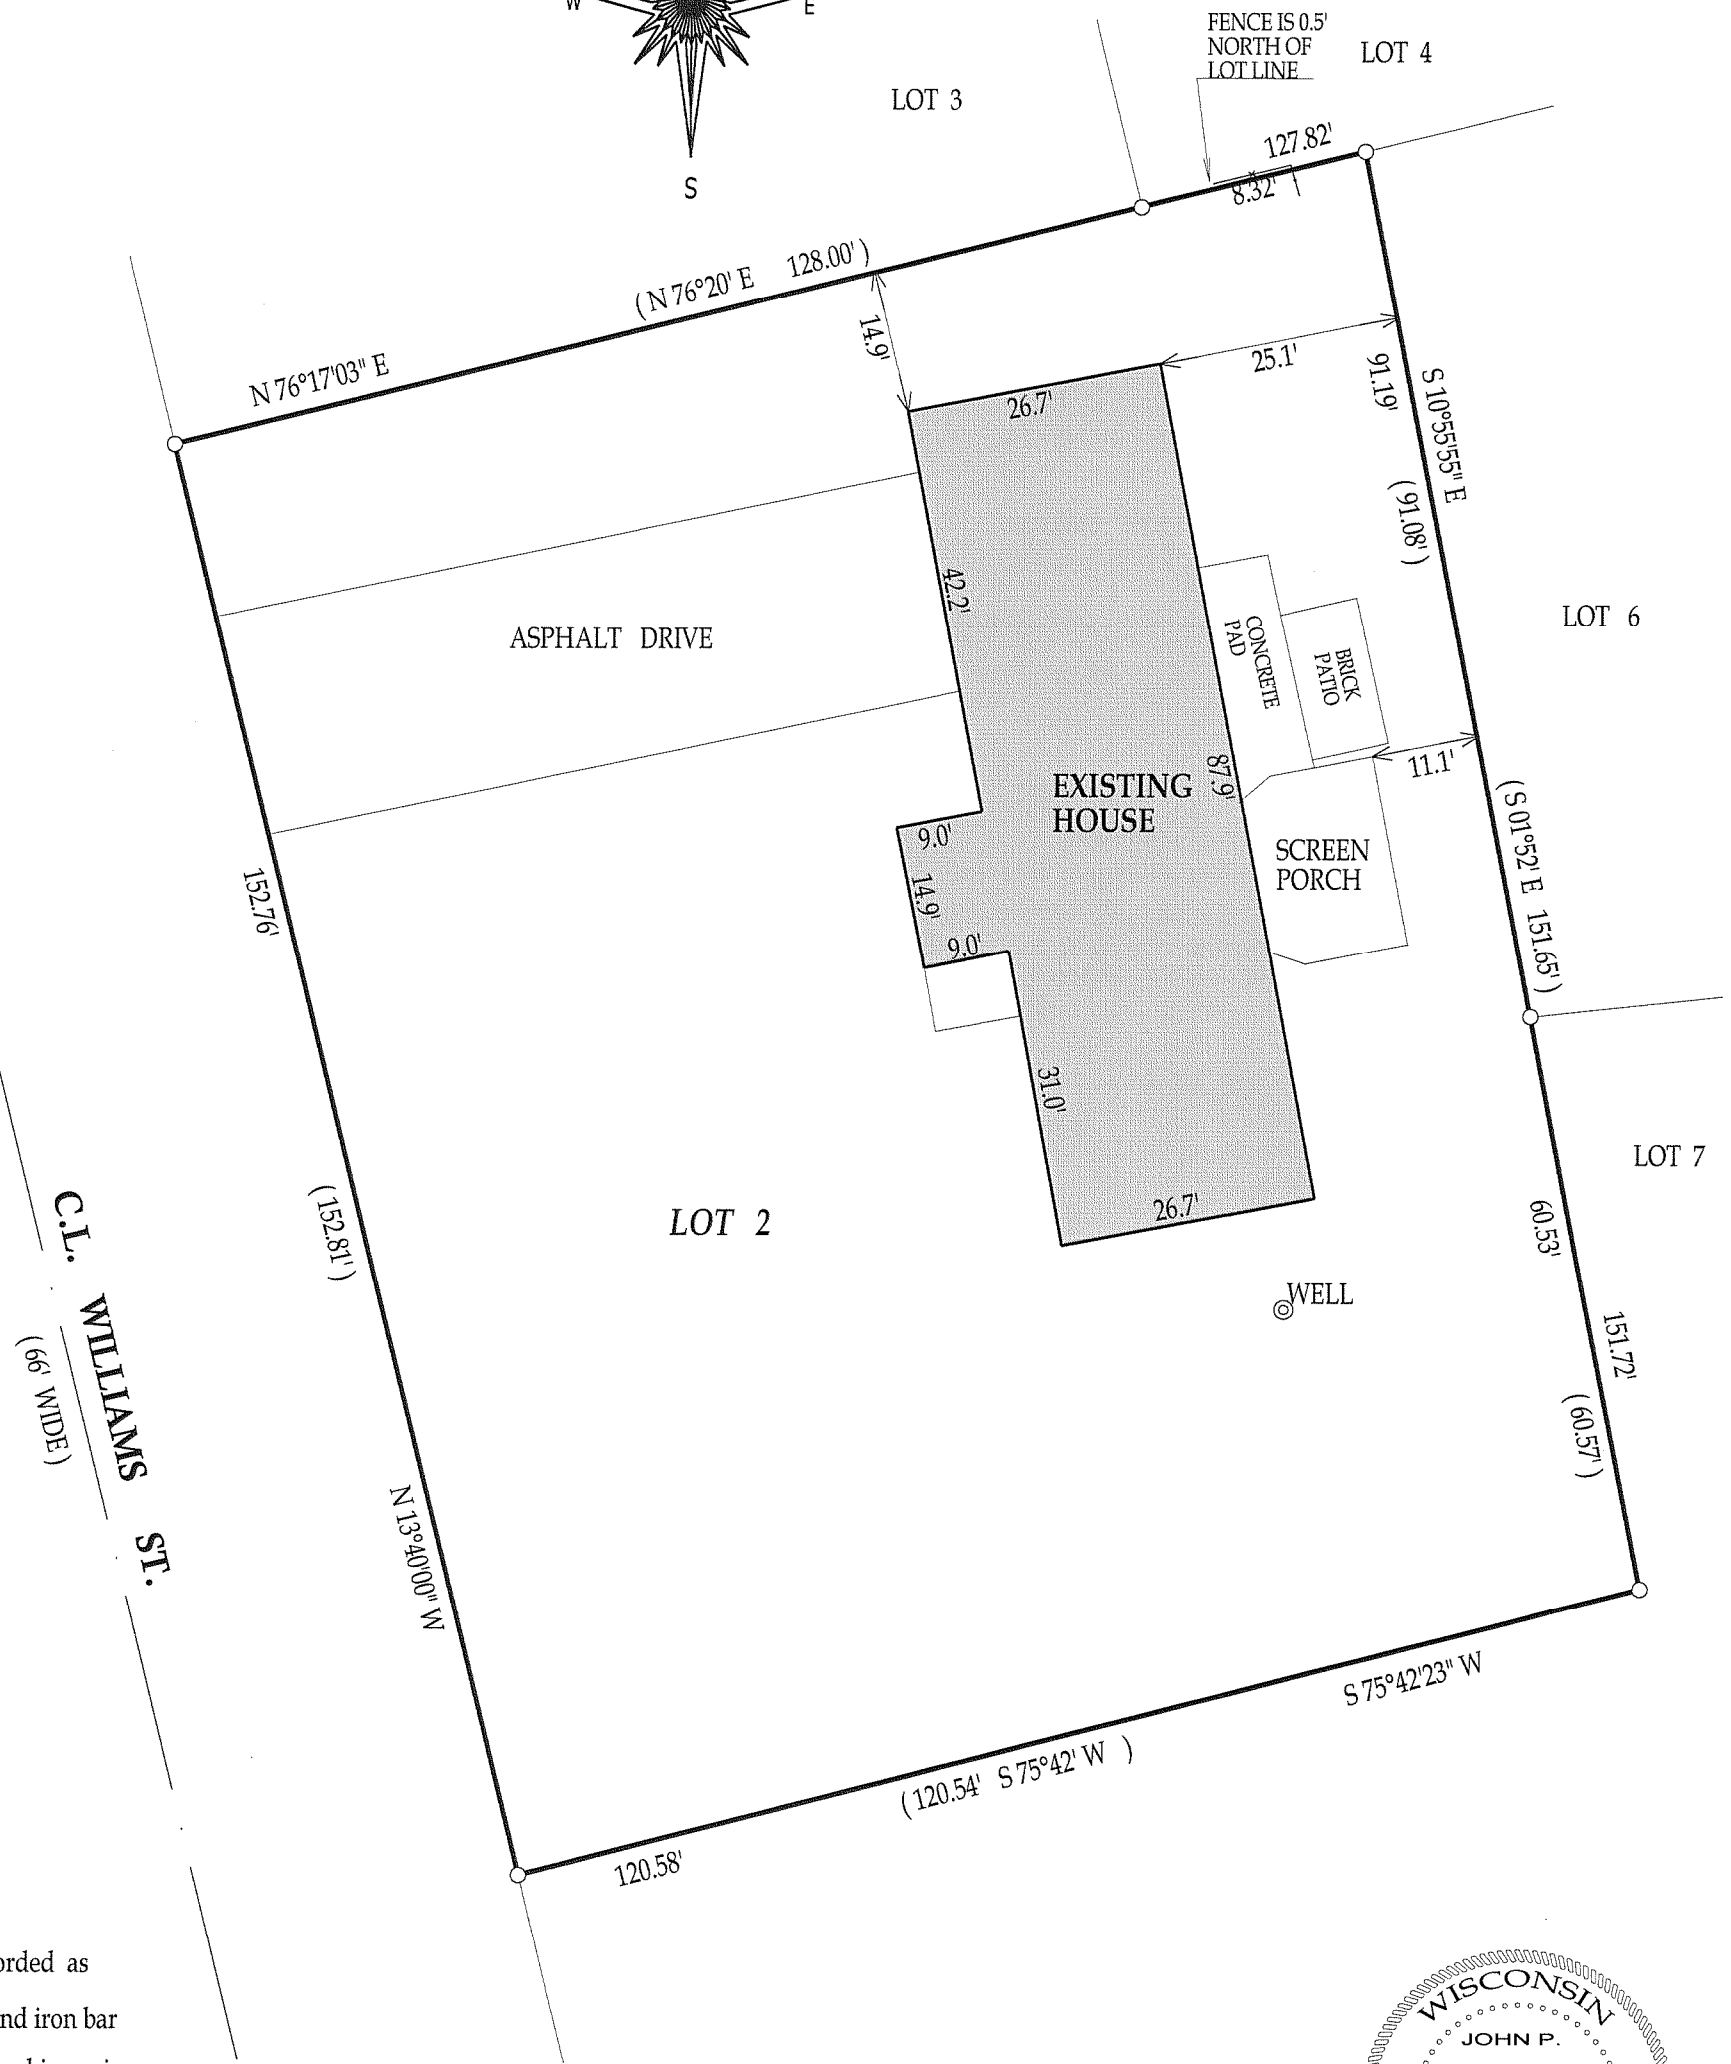 W
E
S
FENCE IS 0.5'
NORTH OF
LOT LINE
LOT 4
LOT 3
127.82'
8.32'
( N 76°20' E 128.00' )
N 76°17'03" E
14.9'
25.1'
26.7'
91.19'
S 10°55'55" E
( 91.08' )
42.2'
ASPHALT DRIVE
CONCRETE
PAD
BRICK
PATIO
LOT 6
11.1'
87.9'
EXISTING
HOUSE
SCREEN
PORCH
( S 01°52' E 151.65' )
9.0'
14.9'
9.0'
152.76'
31.0'
26.7'
LOT 2
LOT 7
WELL
60.53'
151.72'
( 60.57' )
( 152.81' )
C.L. WILLIAMS ST.
( 66' WIDE )
N 13°40'00" W
S 75°42'23" W
( 120.54' S 75°42' W )
120.58'
as
iron bar
WISCONSIN
JOHN P.